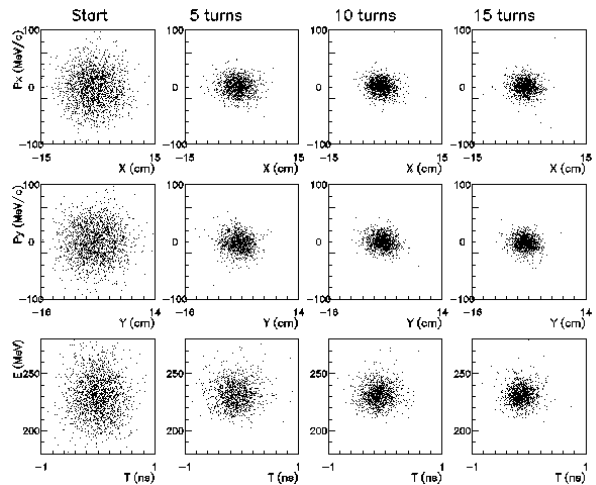 Start 5 turns 10 turns 15 turns
Px (MeV/c) 100 100 100 100
0 0 0 0
-100 -100 -100 -100
-15 15 -15 15 -15 15 -15 15
X (cm) X (cm) X (cm) X (cm)
Py (MeV/c) 100 100 100 100
0 0 0 0
-100 -100 -100 -100
-16 14 -16 14 -16 14 -16 14
Y (cm) Y (cm) Y (cm) Y (cm)
E (MeV)
250 250 250 250
200 200 200 200
-1 1 -1 1 -1 1 -1 1
T (ns) T (ns) T (ns) T (ns)